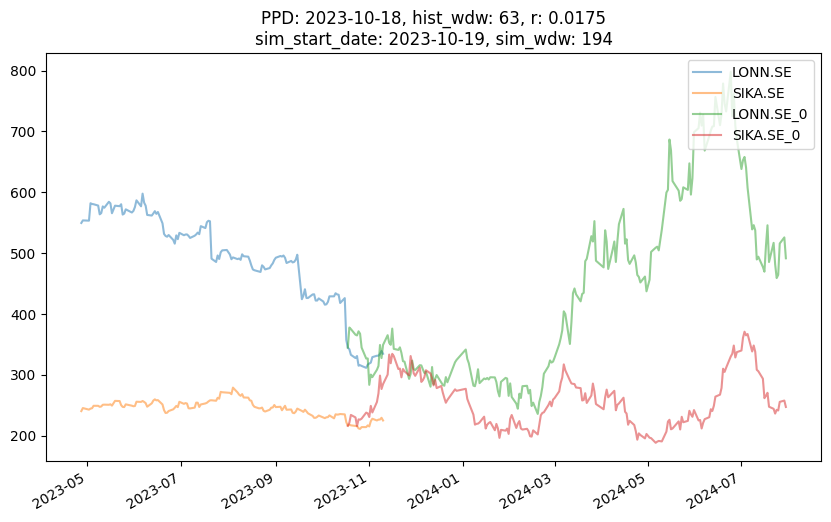 PPD: 2023-10-18, hist_wdw: 63, r: 0.0175
sim_start_date: 2023-10-19, sim_wdw: 194
800
700
600
500
400
300
200
LONN.SE
SIKA.SE
LONN.SE_0
SIKA.SE_0
2023-05
2023-07
2023-09
2023-11
2024-01
2024-03
2024-05
2024-07